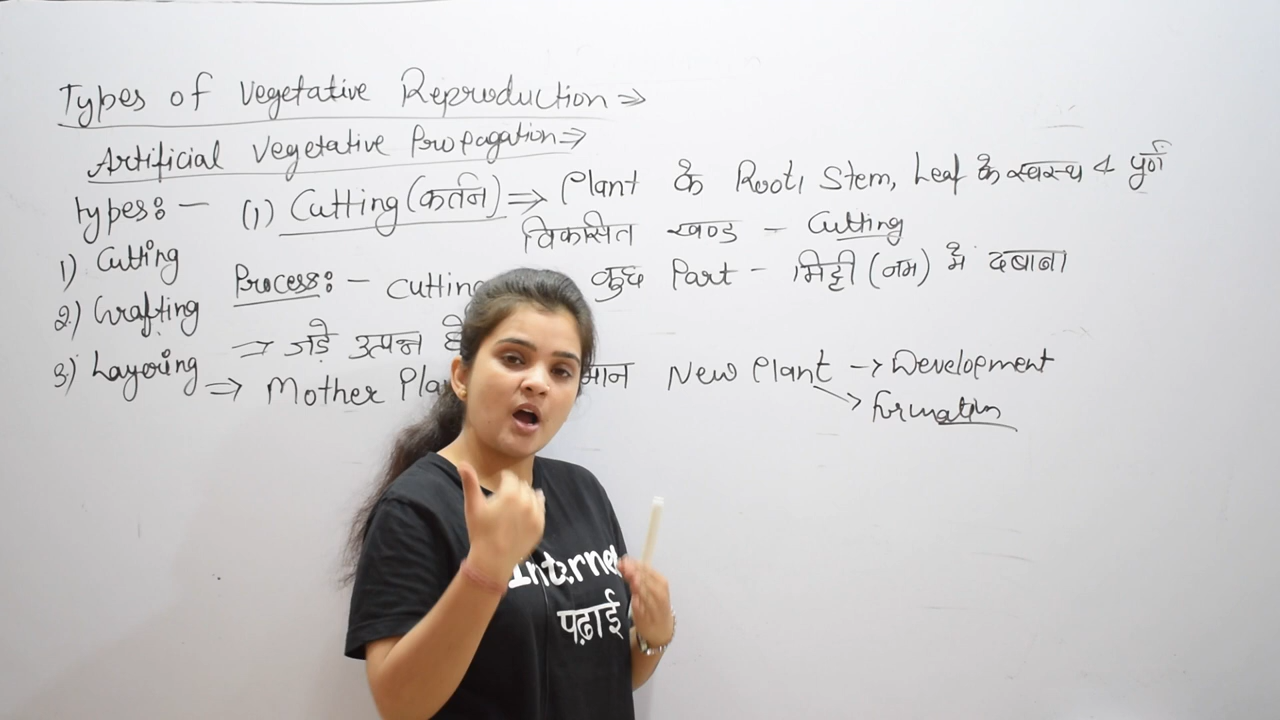 Types of Vegetative Reproduction ⇒
Artificial Vegetative Propagation ⇒
Types:-
1) Cutting
2) Grafting
3) Layering
(1) Cutting (कर्तन) ⇒ Plant के Root, Stem, Leaf के स्वस्थ व पूर्ण
विकसित खण्ड - Cutting
Process:- Cutting कुछ Part - मिट्टी (नम) में दबाना
⇒ जड़े उत्पन्न
⇒ Mother New Plant → Development
→ formation
Internet
पढ़ाई